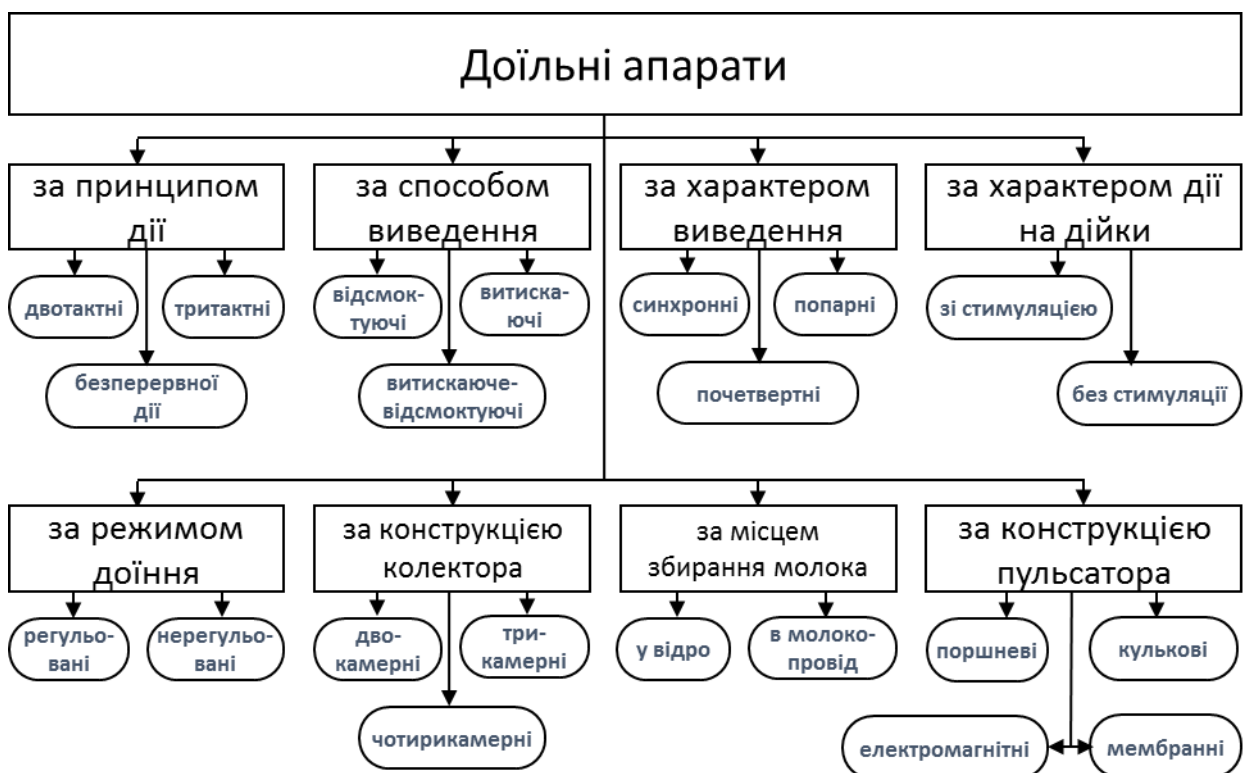 Доїльні апарати
за принципом
дії
за способом
виведення
за характером
виведення
за характером дії
на дійки
двотактні
тритактні
безперервної
дії
відсмок-
туючі
витиска-
ючі
витискаюче-
відсмоктуючі
синхронні
попарні
почетвертні
зі стимуляцією
без стимуляції
за режимом
доїння
за конструкцією
колектора
за місцем
збирання молока
за конструкцією
пульсатора
регульо-
вані
нерегульо-
вані
дво-
камерні
три-
камерні
чотирикамерні
у відро
в молоко-
провід
поршневі
кулькові
електромагнітні
мембранні